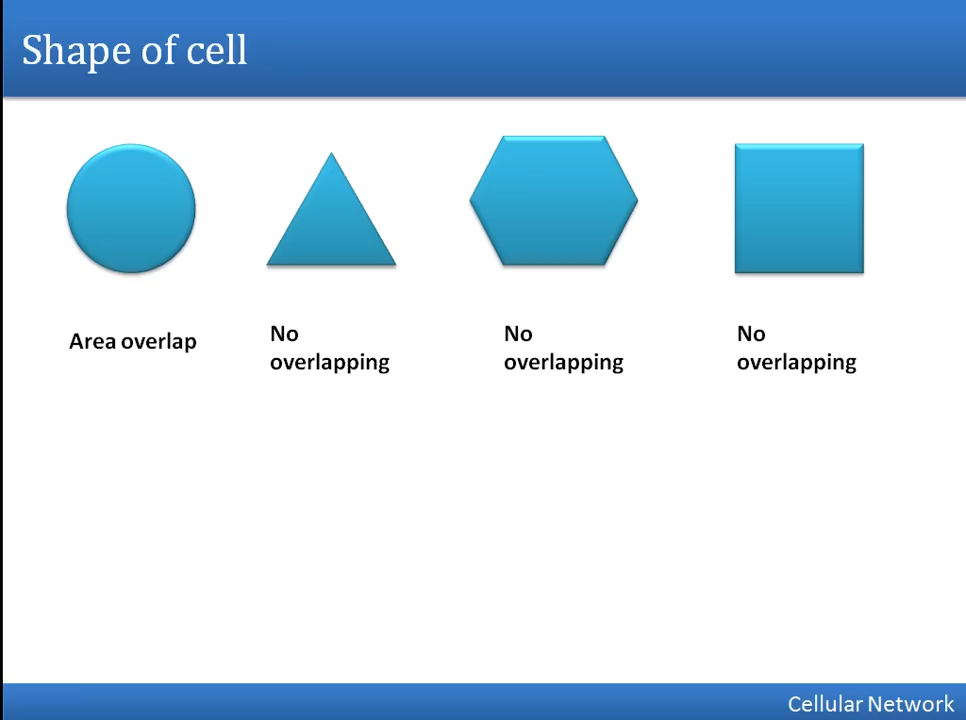 Shape of cell
Area overlap
No
overlapping
No
overlapping
No
overlapping
Cellular Network